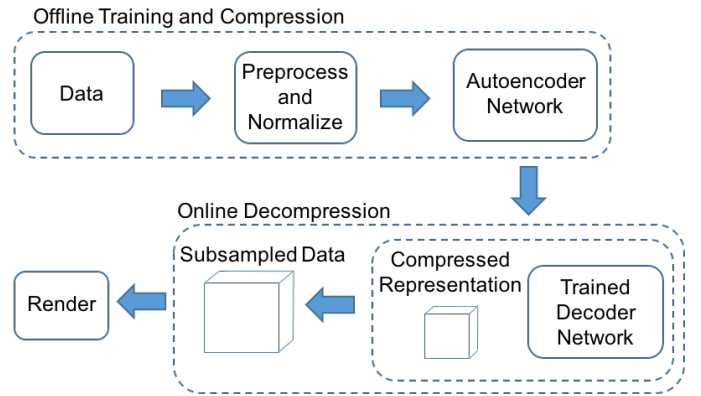 Offline Training and Compression
Data
Preprocess
and
Normalize
Autoencoder
Network
Online Decompression
Subsampled Data
Compressed
Representation
Trained
Decoder
Network
Render